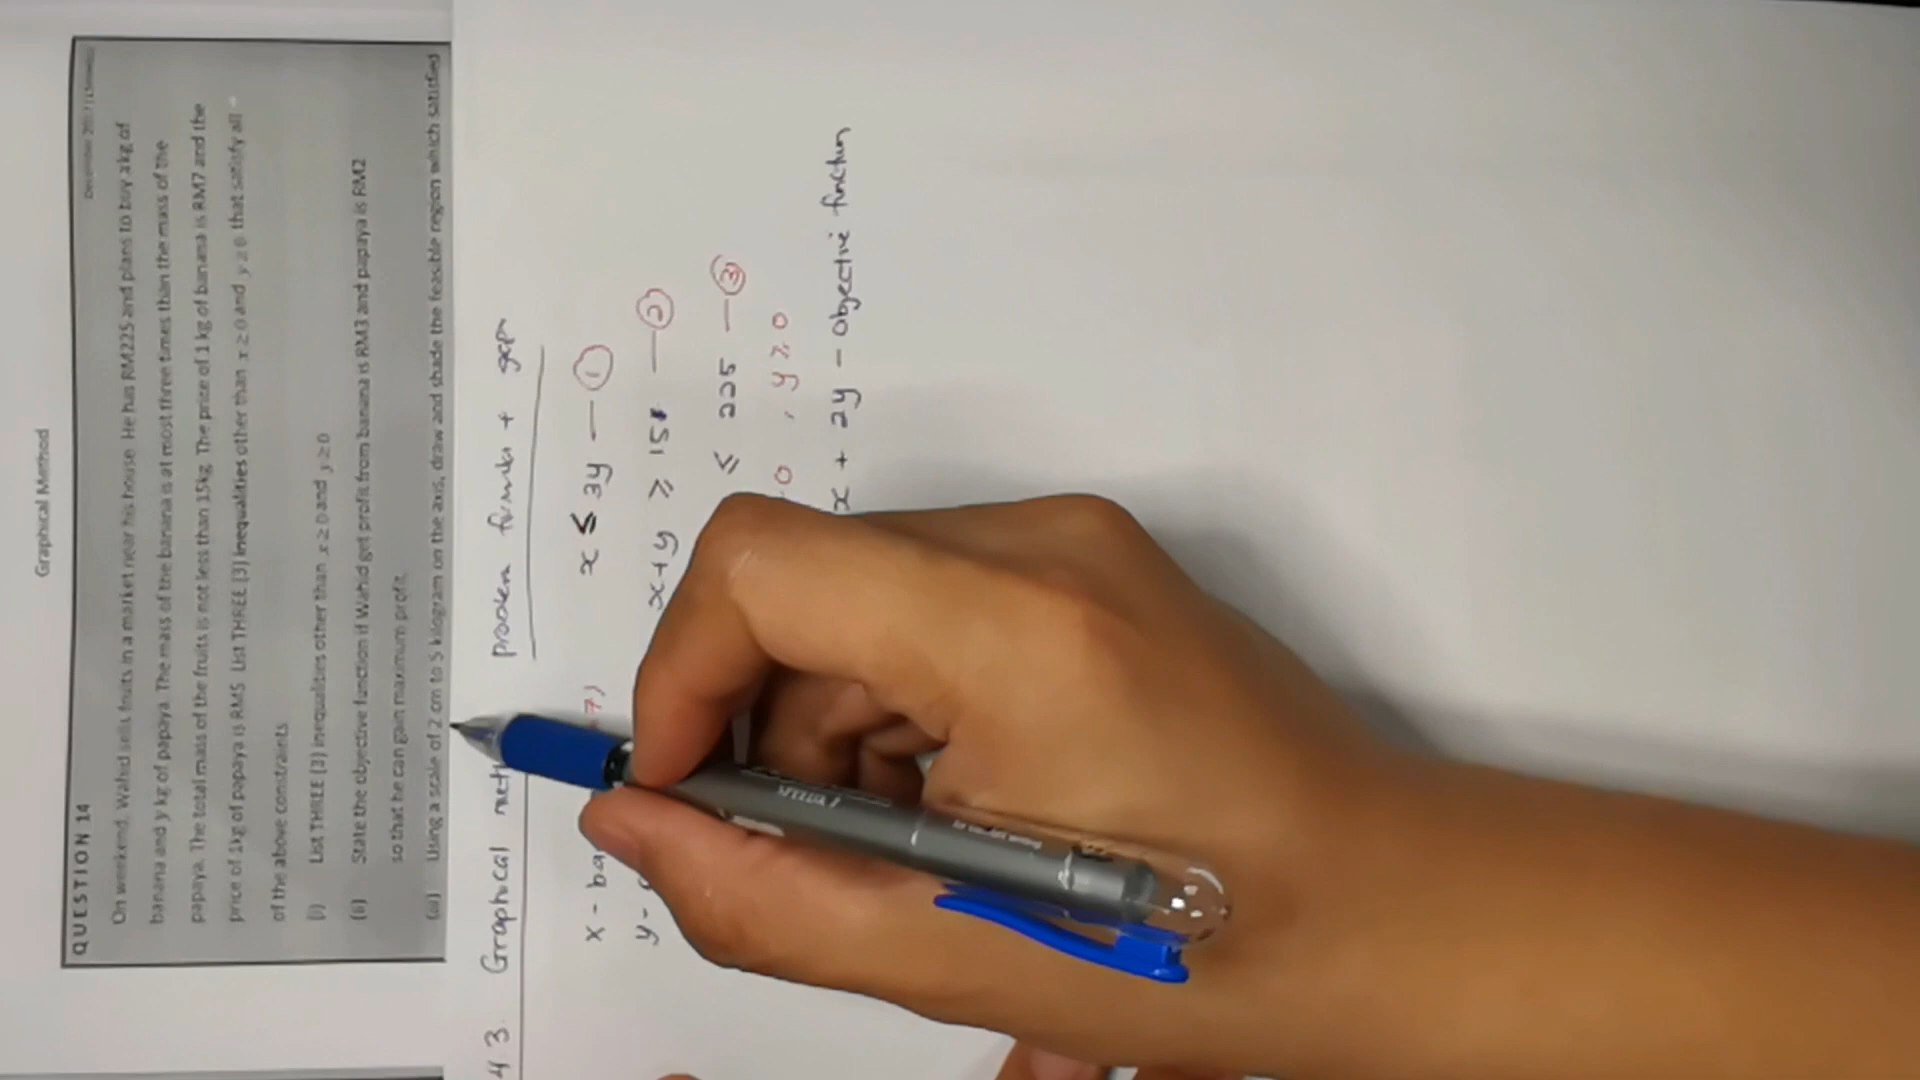 Graphical Method
QUESTION 14
December 2017
On weekend, Wahid sells fruits in a market near his house. He has RM225 and plans to buy x kg of
banana and y kg of papaya. The mass of the banana is at most three times than the mass of the
papaya. The total mass of the fruits is not less than 15kg. The price of 1 kg of banana is RM7 and the
price of 1kg of papaya is RM5. List THREE [3] inequalities other than x ≥ 0 and y ≥ 0 that satisfy all
of the above constraints
(i) List THREE [3] inequalities other than x ≥ 0 and y ≥ 0
(ii) State the objective function if Wahid get profit from banana is RM3 and papaya is RM2
so that he can gain maximum profit.
(iii) Using a scale of 2 cm to 5 kilogram on the axis, draw and shade the feasible region which satisfied
43 Graphical
x - ba 7)
y -
x ≤ 3y — ①
x+y ≥ 15 — ②
≤ 225 — ③
0 , y ≥ 0
x + 2y - objective function